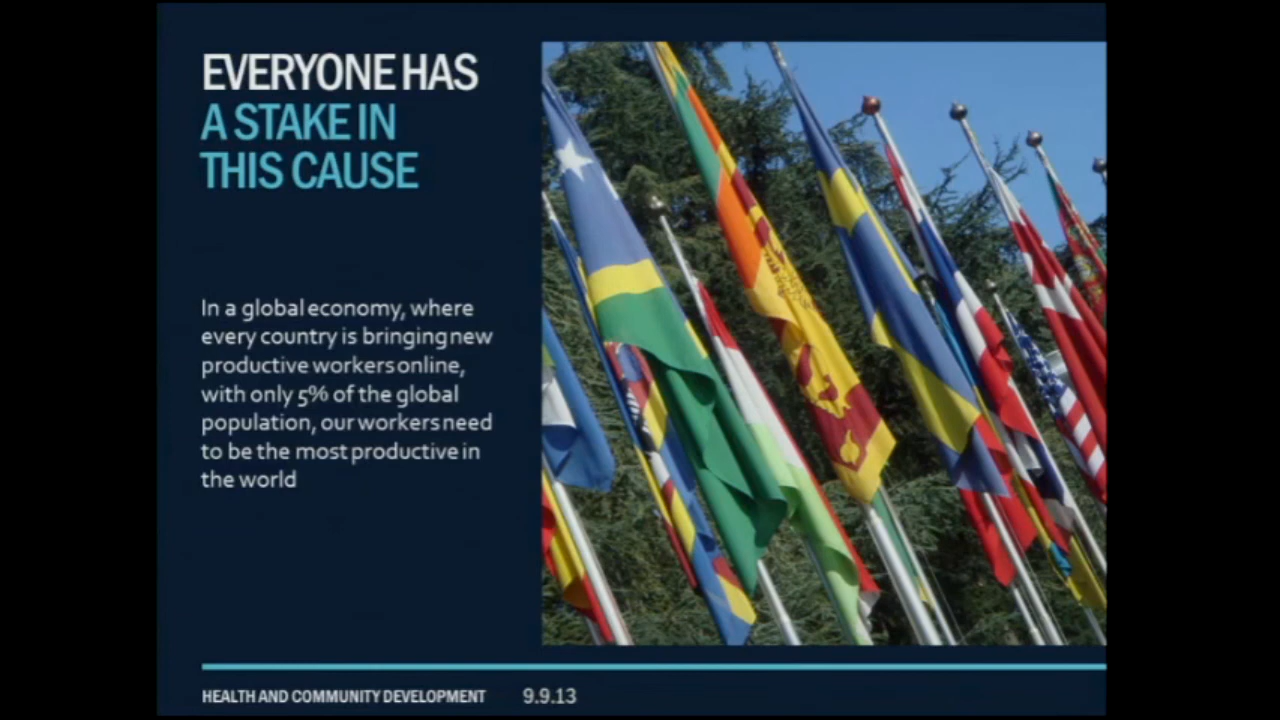 EVERYONE HAS
A STAKE IN
THIS CAUSE
In a global economy, where
every country is bringing new
productive workers online,
with only 5% of the global
population, our workers need
to be the most productive in
the world
HEALTH AND COMMUNITY DEVELOPMENT 9.9.13